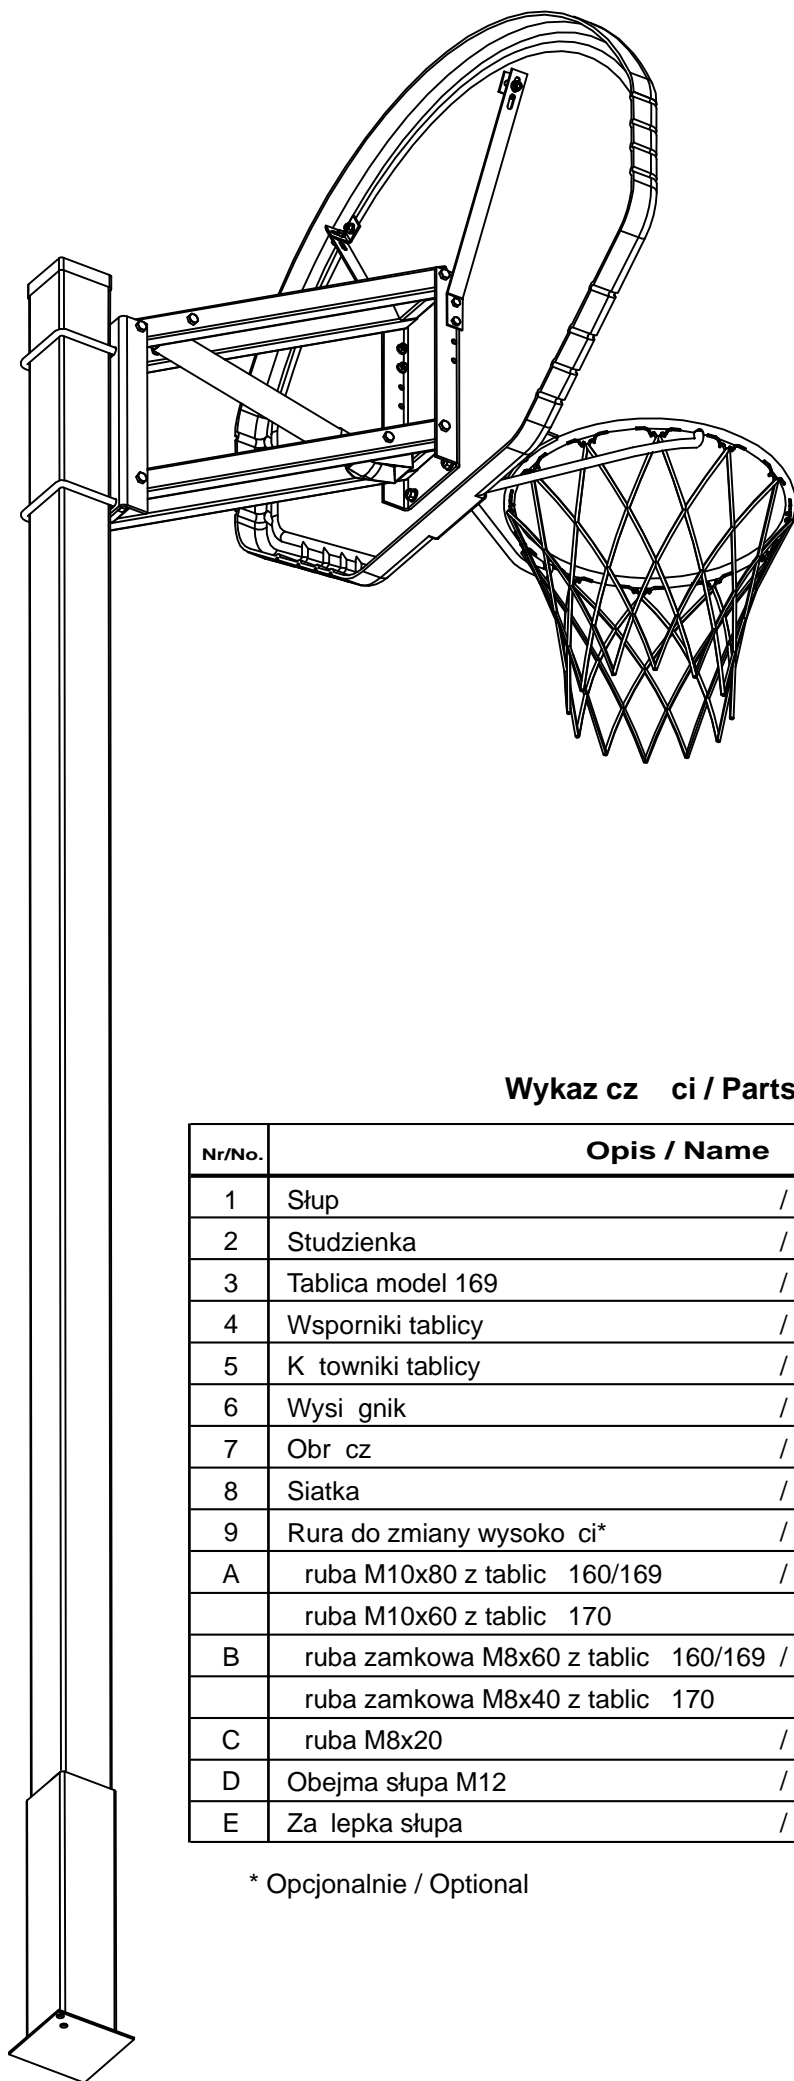 Wykaz cz ci / Parts
Nr/No. Opis / Name
1 Słup /
2 Studzienka /
3 Tablica model 169 /
4 Wsporniki tablicy /
5 K towniki tablicy /
6 Wysi gnik /
7 Obr cz /
8 Siatka /
9 Rura do zmiany wysoko ci* /
A ruba M10x80 z tablic 160/169 /
ruba M10x60 z tablic 170
B ruba zamkowa M8x60 z tablic 160/169 /
ruba zamkowa M8x40 z tablic 170
C ruba M8x20 /
D Obejma słupa M12 /
E Za lepka słupa /
* Opcjonalnie / Optional